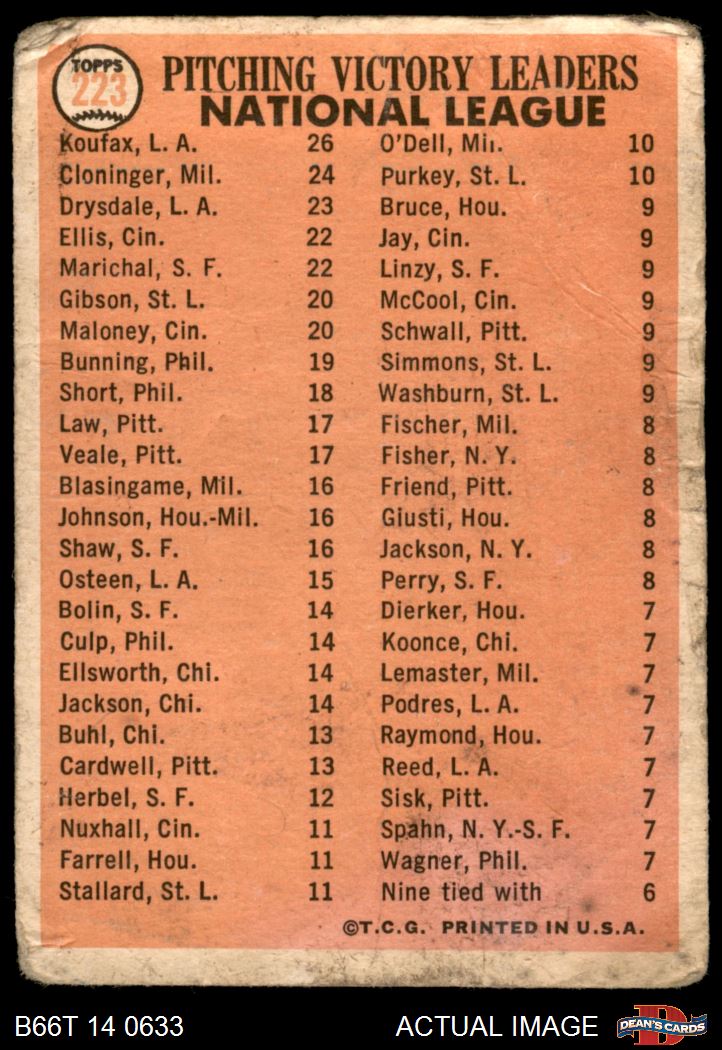 TOPPS
223
PITCHING VICTORY LEADERS
NATIONAL LEAGUE
Koufax, L. A. 26
Cloninger, Mil. 24
Drysdale, L. A. 23
Ellis, Cin. 22
Marichal, S. F. 22
Gibson, St. L. 20
Maloney, Cin. 20
Bunning, Phil. 19
Short, Phil. 18
Law, Pitt. 17
Veale, Pitt. 17
Blasingame, Mil. 16
Johnson, Hou.-Mil. 16
Shaw, S. F. 16
Osteen, L. A. 15
Bolin, S. F. 14
Culp, Phil. 14
Ellsworth, Chi. 14
Jackson, Chi. 14
Buhl, Chi. 13
Cardwell, Pitt. 13
Herbel, S. F. 12
Nuxhall, Cin. 11
Farrell, Hou. 11
Stallard, St. L. 11
O'Dell, Mil. 10
Purkey, St. L. 10
Bruce, Hou. 9
Jay, Cin. 9
Linzy, S. F. 9
McCool, Cin. 9
Schwall, Pitt. 9
Simmons, St. L. 9
Washburn, St. L. 9
Fischer, Mil. 8
Fisher, N. Y. 8
Friend, Pitt. 8
Giusti, Hou. 8
Jackson, N. Y. 8
Perry, S. F. 8
Dierker, Hou. 7
Koonce, Chi. 7
Lemaster, Mil. 7
Podres, L. A. 7
Raymond, Hou. 7
Reed, L. A. 7
Sisk, Pitt. 7
Spahn, N. Y.-S. F. 7
Wagner, Phil. 7
Nine tied with 6
©T.C.G. PRINTED IN U.S.A.
B66T 14 0633
ACTUAL IMAGE
DEAN'S CARDS